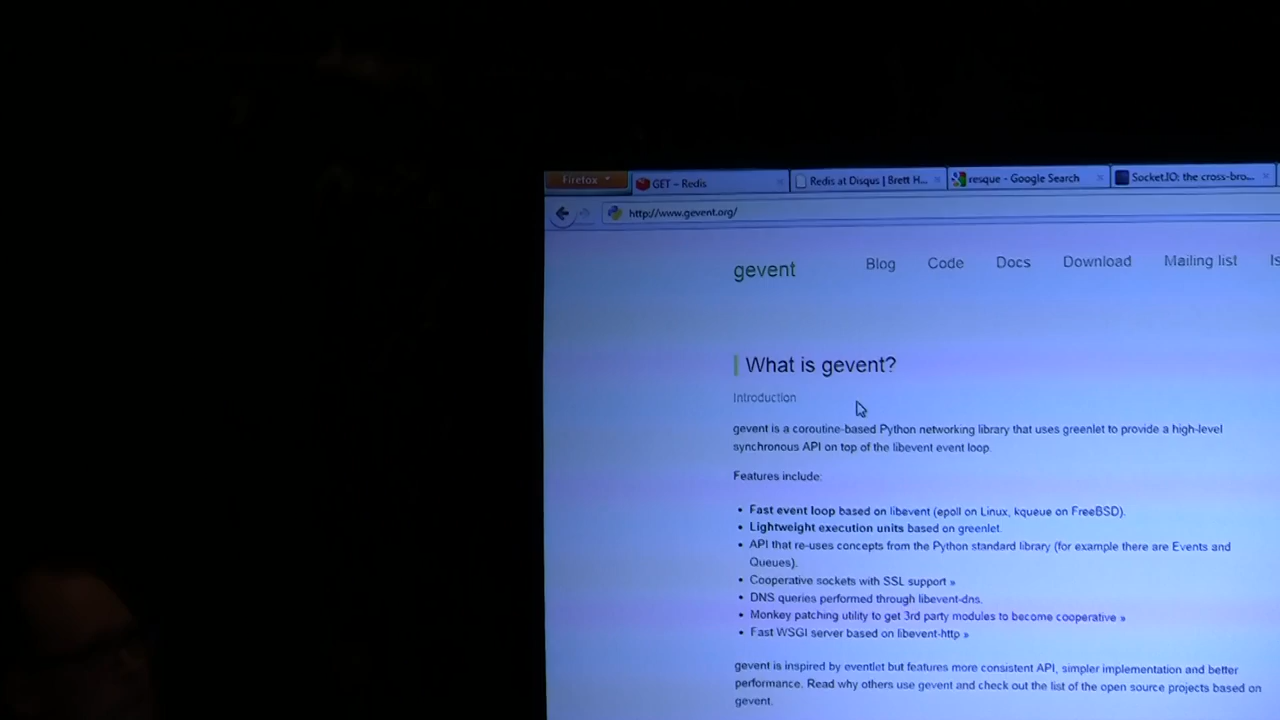 Firefox
GET – Redis
Redis at Disqus | Brett H...
resque - Google Search
Socket.IO: the cross-bro...
http://www.gevent.org/
gevent
Blog
Code
Docs
Download
Mailing list
Is
What is gevent?
Introduction
gevent is a coroutine-based Python networking library that uses greenlet to provide a high-level
synchronous API on top of the libevent event loop.
Features include:
• Fast event loop based on libevent (epoll on Linux, kqueue on FreeBSD).
• Lightweight execution units based on greenlet.
• API that re-uses concepts from the Python standard library (for example there are Events and
Queues).
• Cooperative sockets with SSL support »
• DNS queries performed through libevent-dns.
• Monkey patching utility to get 3rd party modules to become cooperative »
• Fast WSGI server based on libevent-http »
gevent is inspired by eventlet but features more consistent API, simpler implementation and better
performance. Read why others use gevent and check out the list of the open source projects based on
gevent.